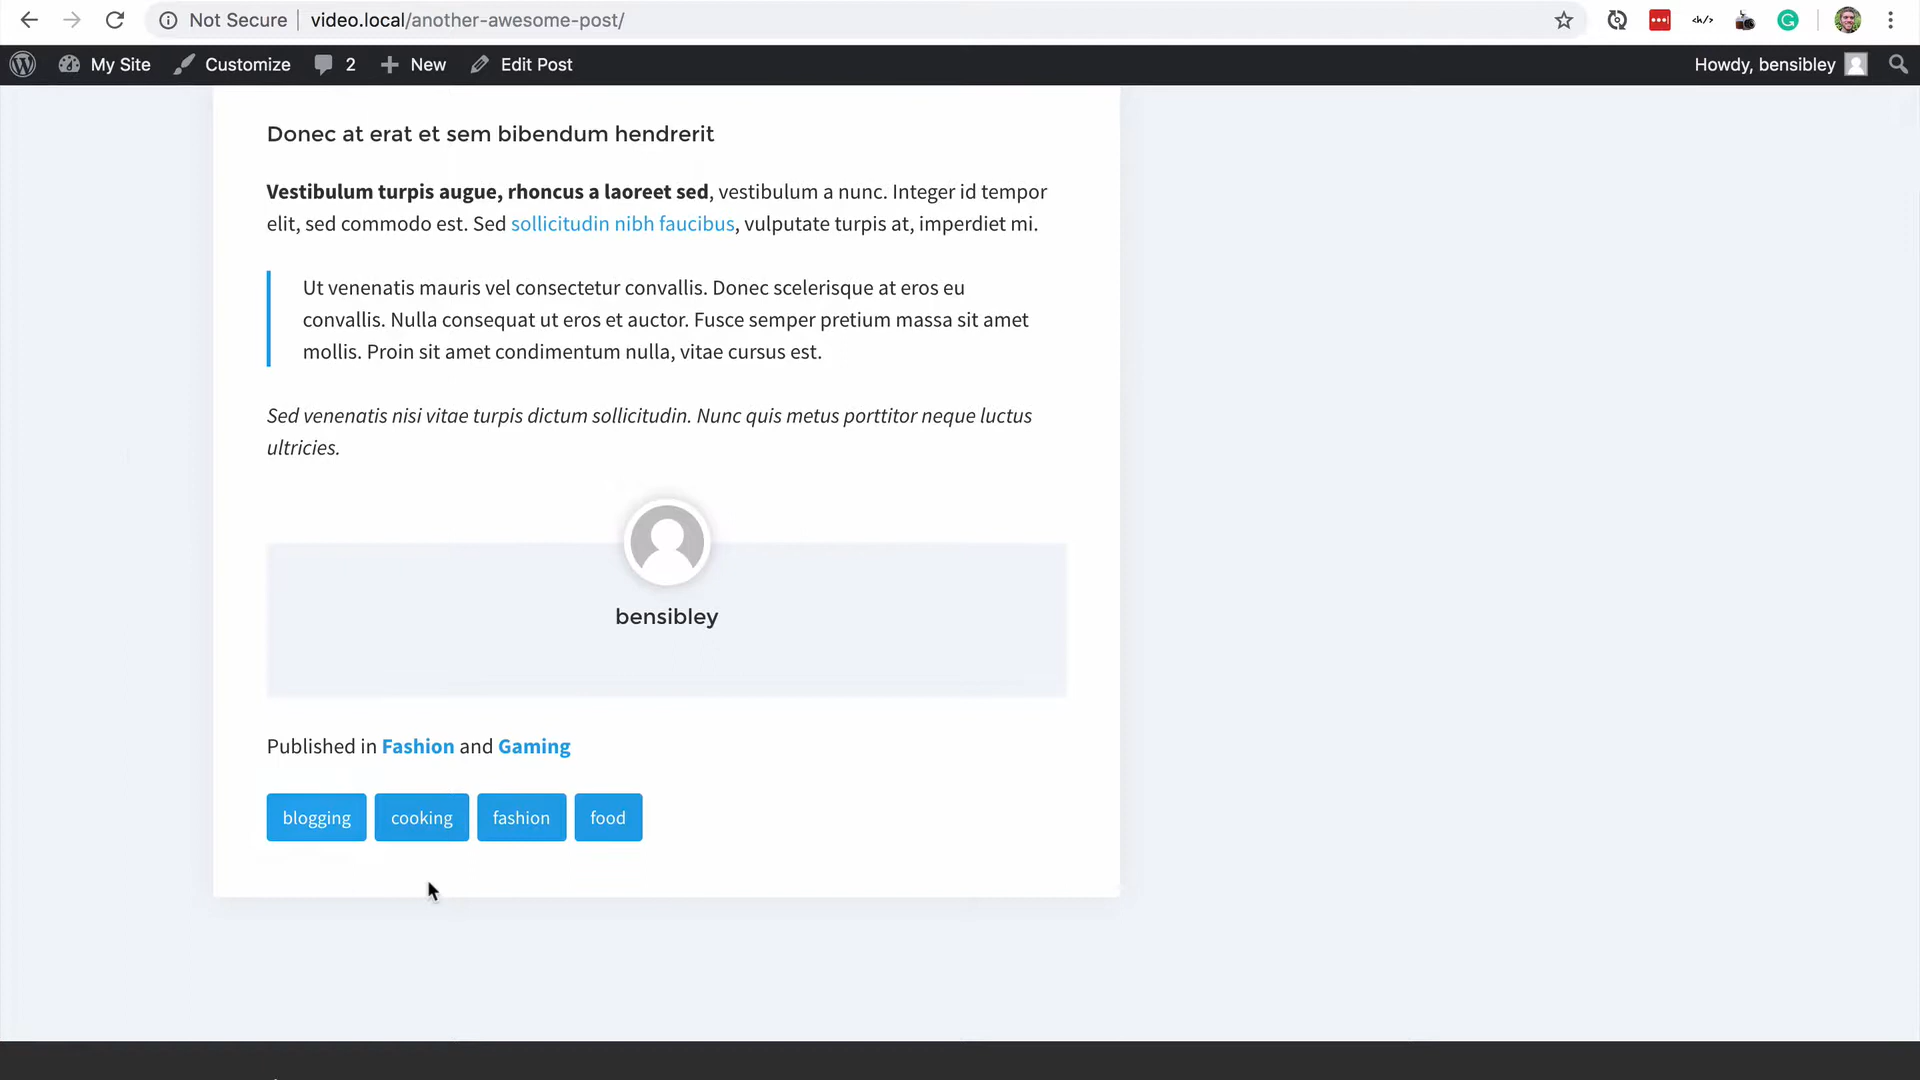 Not Secure video.local/another-awesome-post/
My Site Customize 2 New Edit Post Howdy, bensibley
Donec at erat et sem bibendum hendrerit
Vestibulum turpis augue, rhoncus a laoreet sed, vestibulum a nunc. Integer id tempor
elit, sed commodo est. Sed sollicitudin nibh faucibus, vulputate turpis at, imperdiet mi.
Ut venenatis mauris vel consectetur convallis. Donec scelerisque at eros eu
convallis. Nulla consequat ut eros et auctor. Fusce semper pretium massa sit amet
mollis. Proin sit amet condimentum nulla, vitae cursus est.
Sed venenatis nisi vitae turpis dictum sollicitudin. Nunc quis metus porttitor neque luctus
ultricies.
bensibley
Published in Fashion and Gaming
blogging cooking fashion food